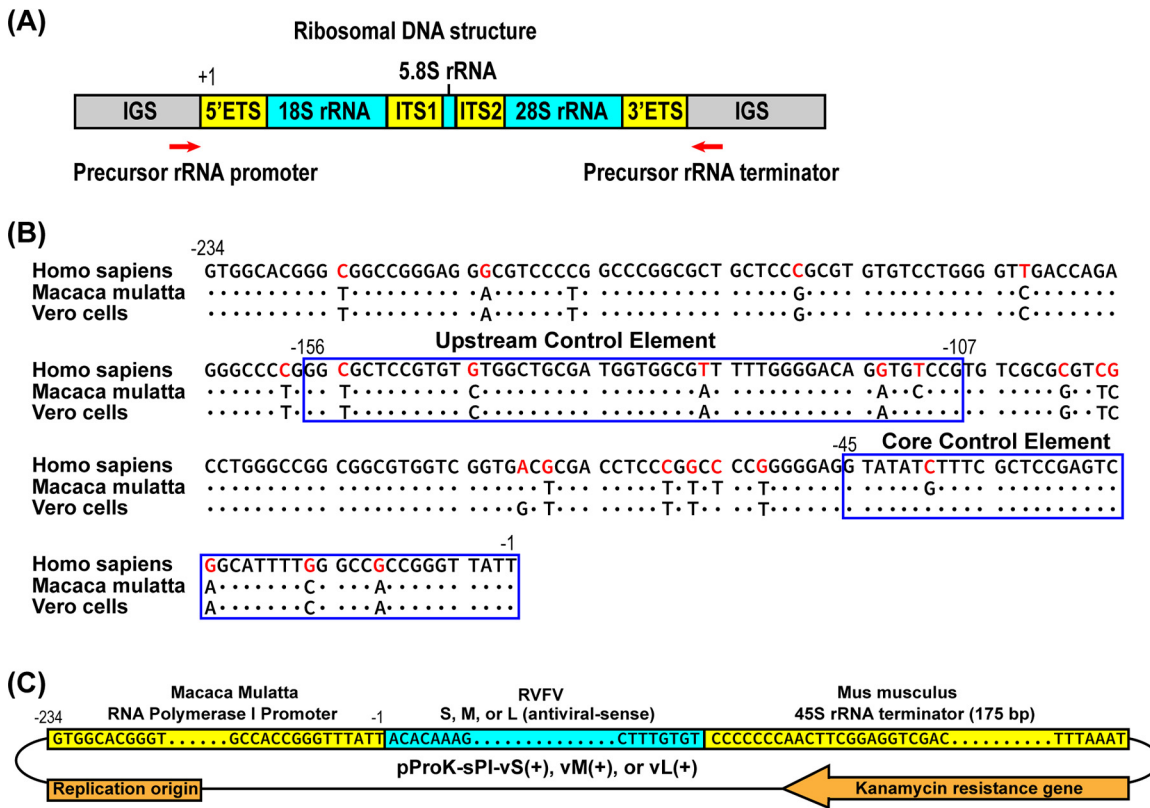 (A)
Ribosomal DNA structure
5.8S rRNA
+1
IGS 5'ETS 18S rRNA ITS1 ITS2 28S rRNA 3'ETS IGS
Precursor rRNA promoter Precursor rRNA terminator
(B)
-234
Homo sapiens GTGGCACGGG CGGCCGGGAG GGCGTCCCCG GCCCGGCGCT GCTCCCGCGT GTGTCCTGGG GTTGACCAGA
Macaca mulatta ·········· T········· ·A······T· ·········· ·····G···· ·········· ··C·······
Vero cells ·········· T········· ·A······T· ·········· ·····G···· ·········· ··C·······
-156 Upstream Control Element -107
Homo sapiens GGGCCCCGGG CGCTCCGTGT GTGGCTGCGA TGGTGGCGTT TTTGGGGACA GGTGTCCGTG TCGCGCGTCG
Macaca mulatta ······T··· T········· C········· ········A· ·········· ·A··C····· ·····G··TC
Vero cells ······T··· T········· C········· ········A· ·········· ·A········ ·····G··TC
-45 Core Control Element
Homo sapiens CCTGGGCCGG CGGCGTGGTC GGTGACGCGA CCTCCCGGCC CCGGGGGAGG TATATCTTTC GCTCCGAGTC
Macaca mulatta ·········· ·········· ······T··· ·····T·T·T ··T······· ·····G···· ··········
Vero cells ·········· ·········· ····G·T··· ·····T·T·T ··T······· ·········· ··········
-1
Homo sapiens GGCATTTTGG GCCGCCGGGT TATT
Macaca mulatta A·······C· ···A······ ····
Vero cells A·······C· ···A······ ····
(C)
Macaca Mulatta RVFV Mus musculus
-234 RNA Polymerase I Promoter -1 S, M, or L (antiviral-sense) 45S rRNA terminator (175 bp)
GTGGCACGGGT......GCCACCGGGTTTATT ACACAAAG..............CTTTGTGT CCCCCCCAACTTCGGAGGTCGAC..........TTTAAAT
pProK-sPI-vS(+), vM(+), or vL(+)
Replication origin Kanamycin resistance gene